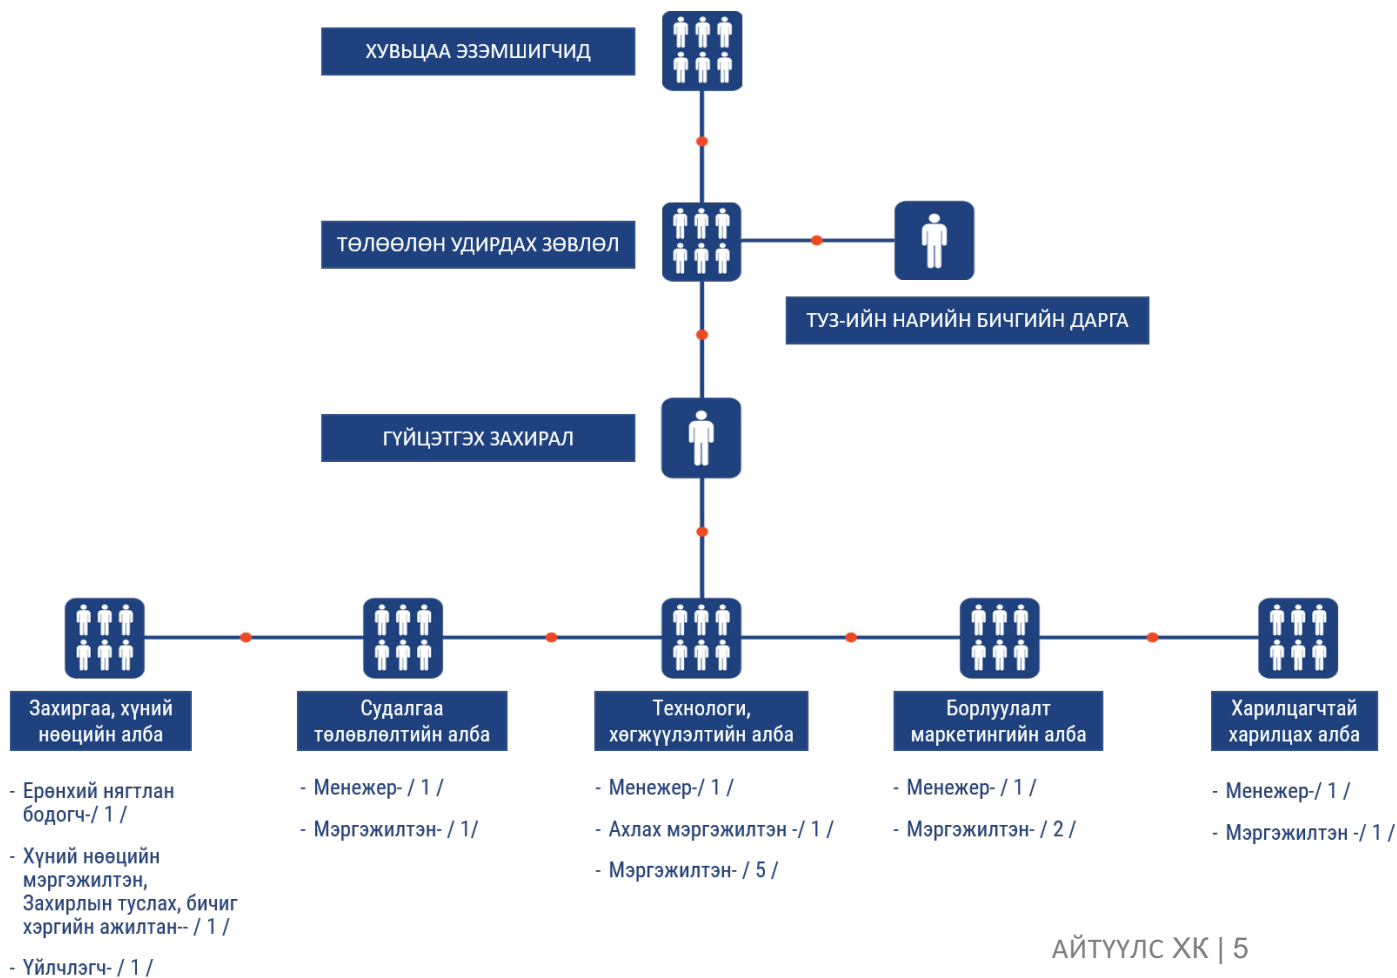 ХУВЬЦАА ЭЗЭМШИГЧИД
ТӨЛӨӨЛӨН УДИРДАХ ЗӨВЛӨЛ
ТУЗ-ИЙН НАРИЙН БИЧГИЙН ДАРГА
ГҮЙЦЭТГЭХ ЗАХИРАЛ
Захиргаа, хүний
нөөцийн алба
- Ерөнхий нягтлан
бодогч-/ 1 /
- Хүний нөөцийн
мэргэжилтэн,
Захирлын туслах, бичиг
хэргийн ажилтан-- / 1 /
- Үйлчлэгч- / 1 /
Судалгаа
төлөвлөлтийн алба
- Менежер- / 1 /
- Мэргэжилтэн- / 1/
Технологи,
хөгжүүлэлтийн алба
- Менежер-/ 1 /
- Ахлах мэргэжилтэн -/ 1 /
- Мэргэжилтэн- / 5 /
Борлуулалт
маркетингийн алба
- Менежер- / 1 /
- Мэргэжилтэн- / 2 /
Харилцагчтай
харилцах алба
- Менежер-/ 1 /
- Мэргэжилтэн -/ 1 /
АЙТҮҮЛС ХК | 5